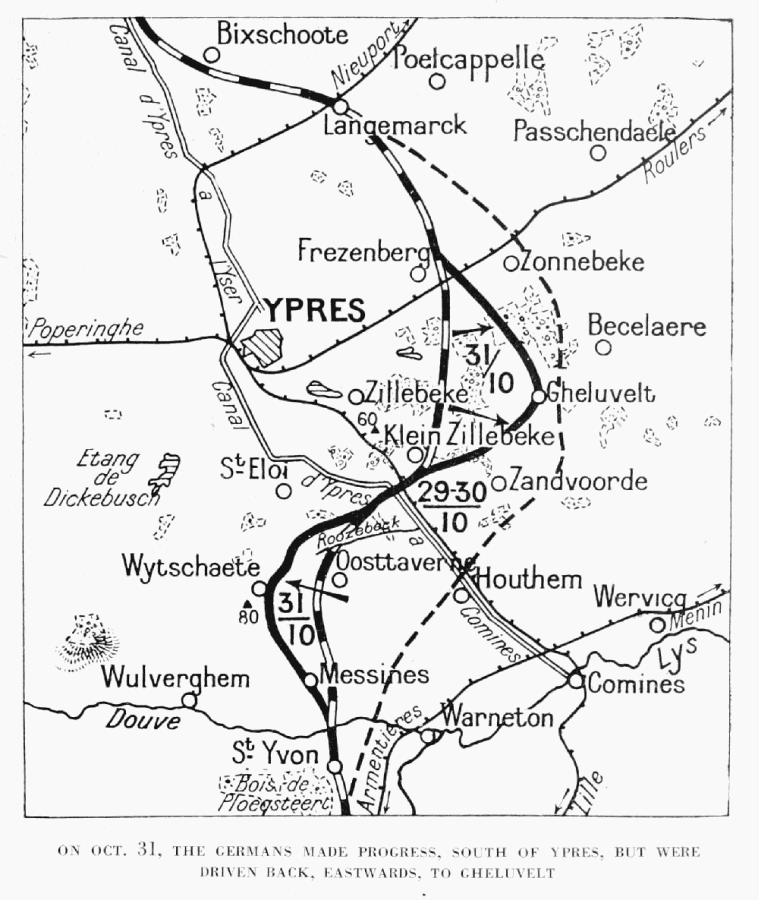 Bixschoote
Poelcappelle
Nieuport
Canal d'Ypres
Langemarck
Passchendaele
Roulers
a
l'Yser
Frezenberg
Zonnebeke
YPRES
Poperinghe
Becelaere
31/10
Zillebeke
Gheluvelt
60
Klein Zillebeke
Canal
d'Ypres
a
Comines
Etang
de
Dickebusch
St Eloi
Zandvoorde
29-30/10
Roozebeek
Wytschaete
Oosttaverne
Houthem
80
31/10
Wervicq
Menin
Lys
Wulverghem
Messines
Comines
Douve
Warneton
Armentières
St Yvon
Bois de
Ploegsteert
Lille
ON OCT. 31, THE GERMANS MADE PROGRESS, SOUTH OF YPRES, BUT WERE
DRIVEN BACK, EASTWARDS, TO GHELUVELT